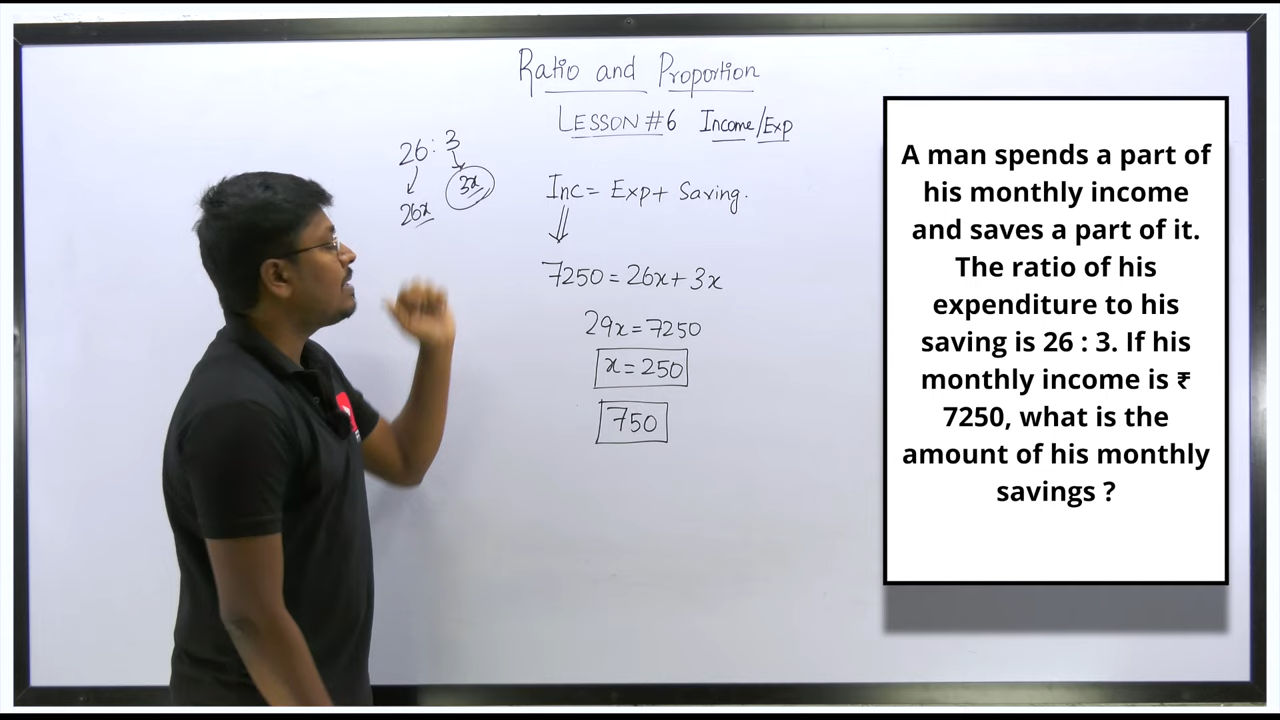 Ratio and Proportion
LESSON #6 Income/Exp
26 : 3
26x
3x
Inc = Exp + Saving.
7250 = 26x + 3x
29x = 7250
x = 250
750
A man spends a part of
his monthly income
and saves a part of it.
The ratio of his
expenditure to his
saving is 26 : 3. If his
monthly income is ₹
7250, what is the
amount of his monthly
savings ?